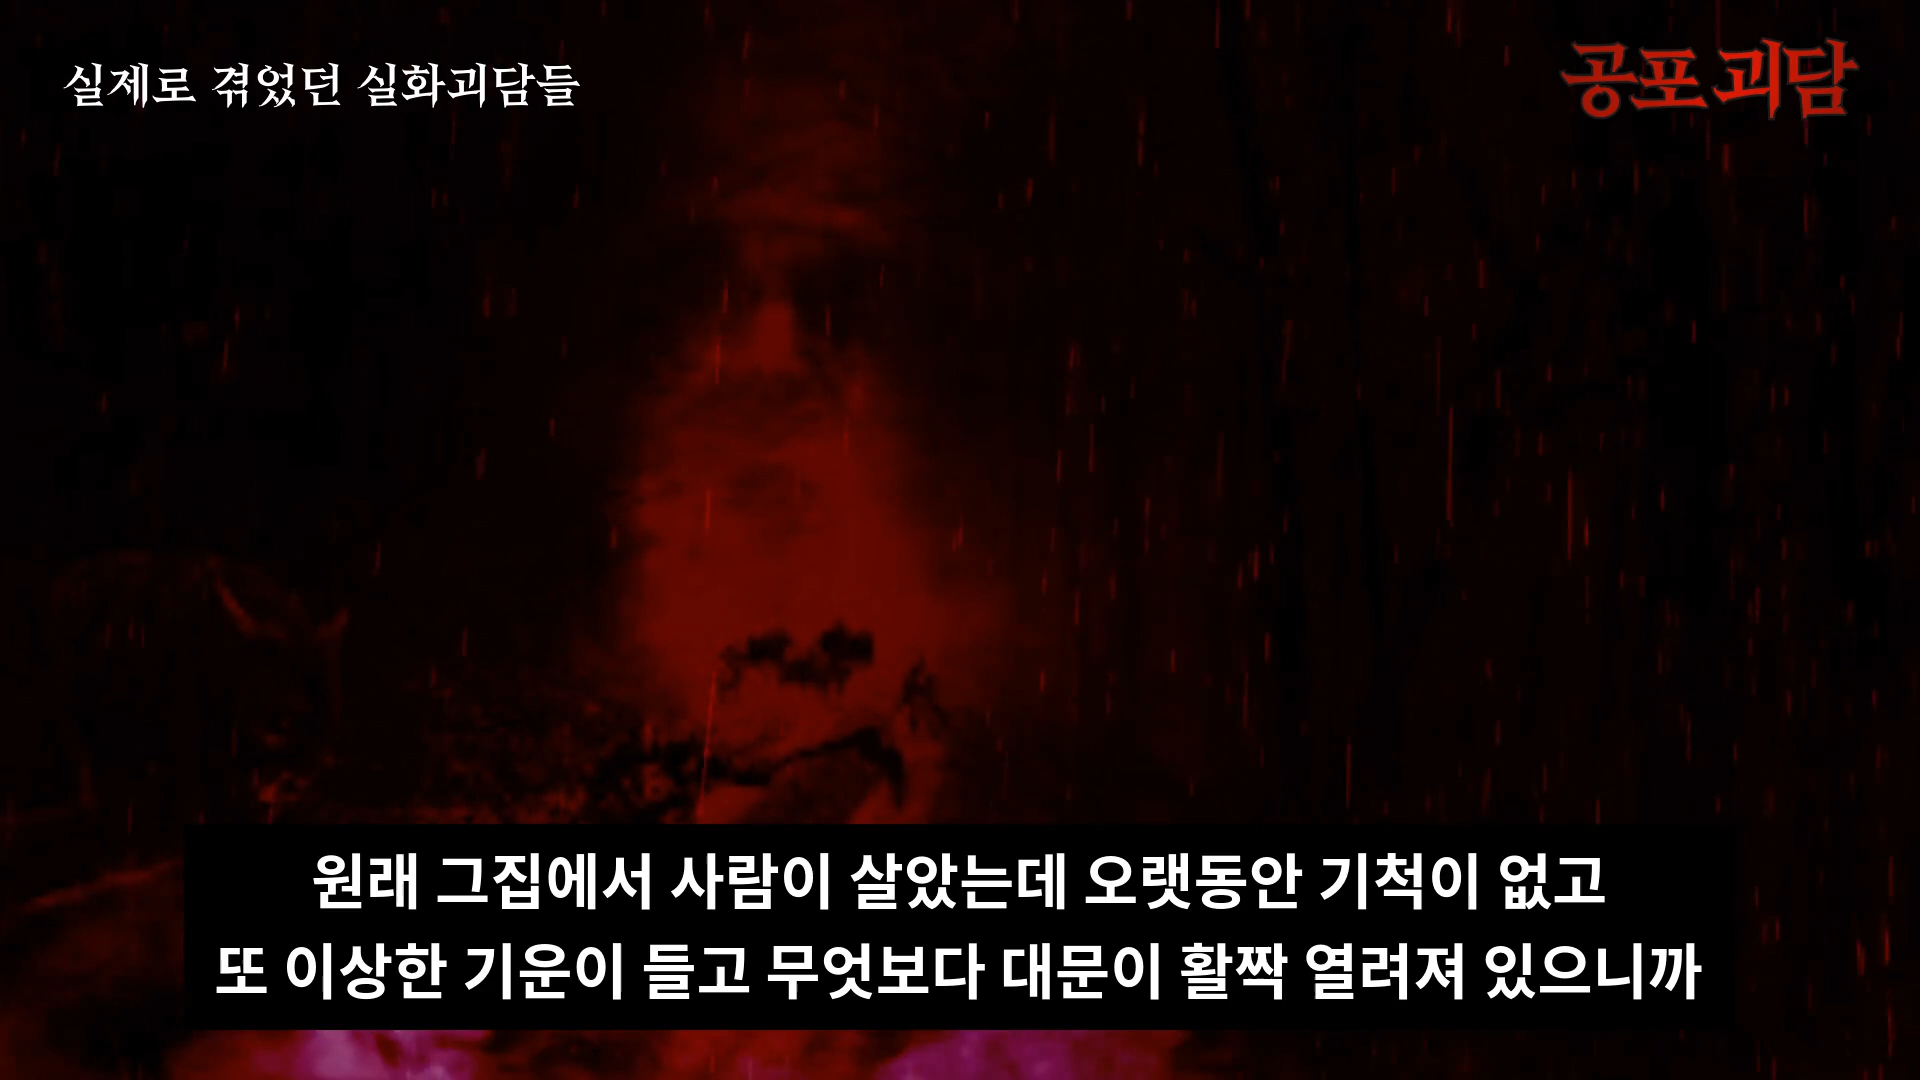 실제로 겪었던 실화괴담들
공포괴담
원래 그집에서 사람이 살았는데 오랫동안 기척이 없고
또 이상한 기운이 들고 무엇보다 대문이 활짝 열려져 있으니까